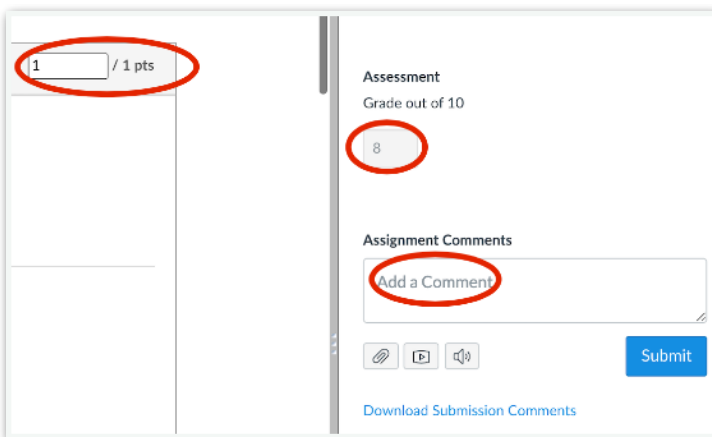 1 / 1 pts
Assessment
Grade out of 10
8
Assignment Comments
Add a Comment
Submit
Download Submission Comments